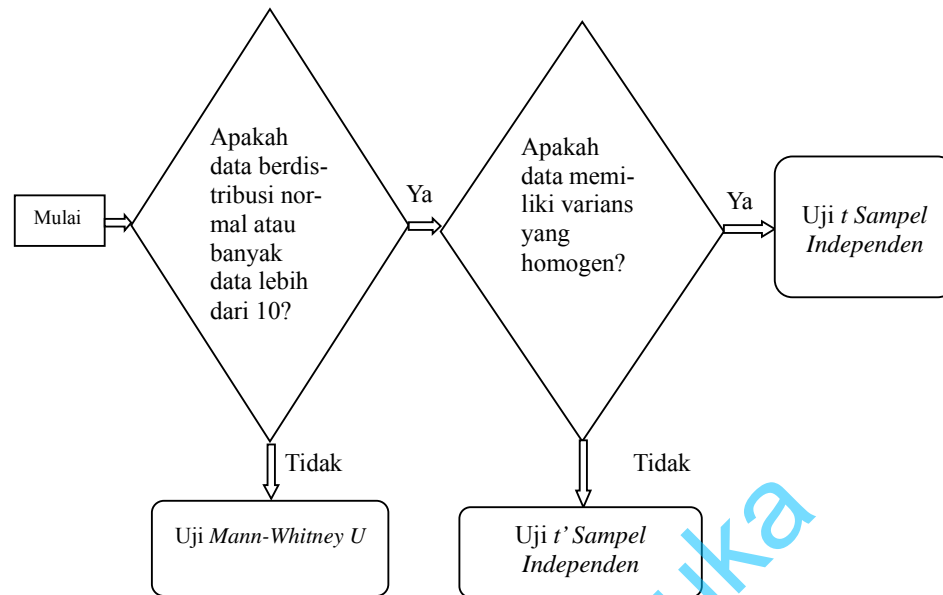 Mulai
Apakah
data berdis-
tribusi nor-
mal atau
banyak
data lebih
dari 10?
Ya
Apakah
data memi-
liki varians
yang
homogen?
Ya
Uji t Sampel
Independen
Tidak
Tidak
Uji Mann-Whitney U
Uji t’ Sampel
Independen
uka